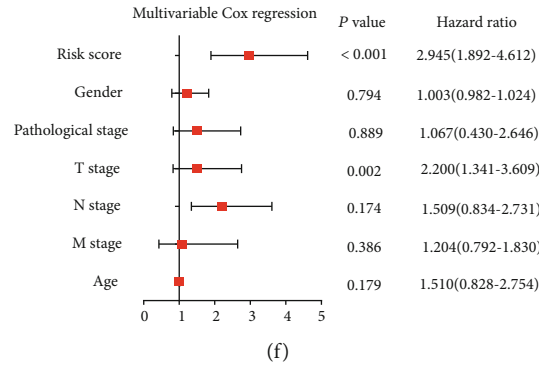 Multivariable Cox regression P value Hazard ratio
Risk score < 0.001 2.945(1.892-4.612)
Gender 0.794 1.003(0.982-1.024)
Pathological stage 0.889 1.067(0.430-2.646)
T stage 0.002 2.200(1.341-3.609)
N stage 0.174 1.509(0.834-2.731)
M stage 0.386 1.204(0.792-1.830)
Age 0.179 1.510(0.828-2.754)
0 1 2 3 4 5
(f)